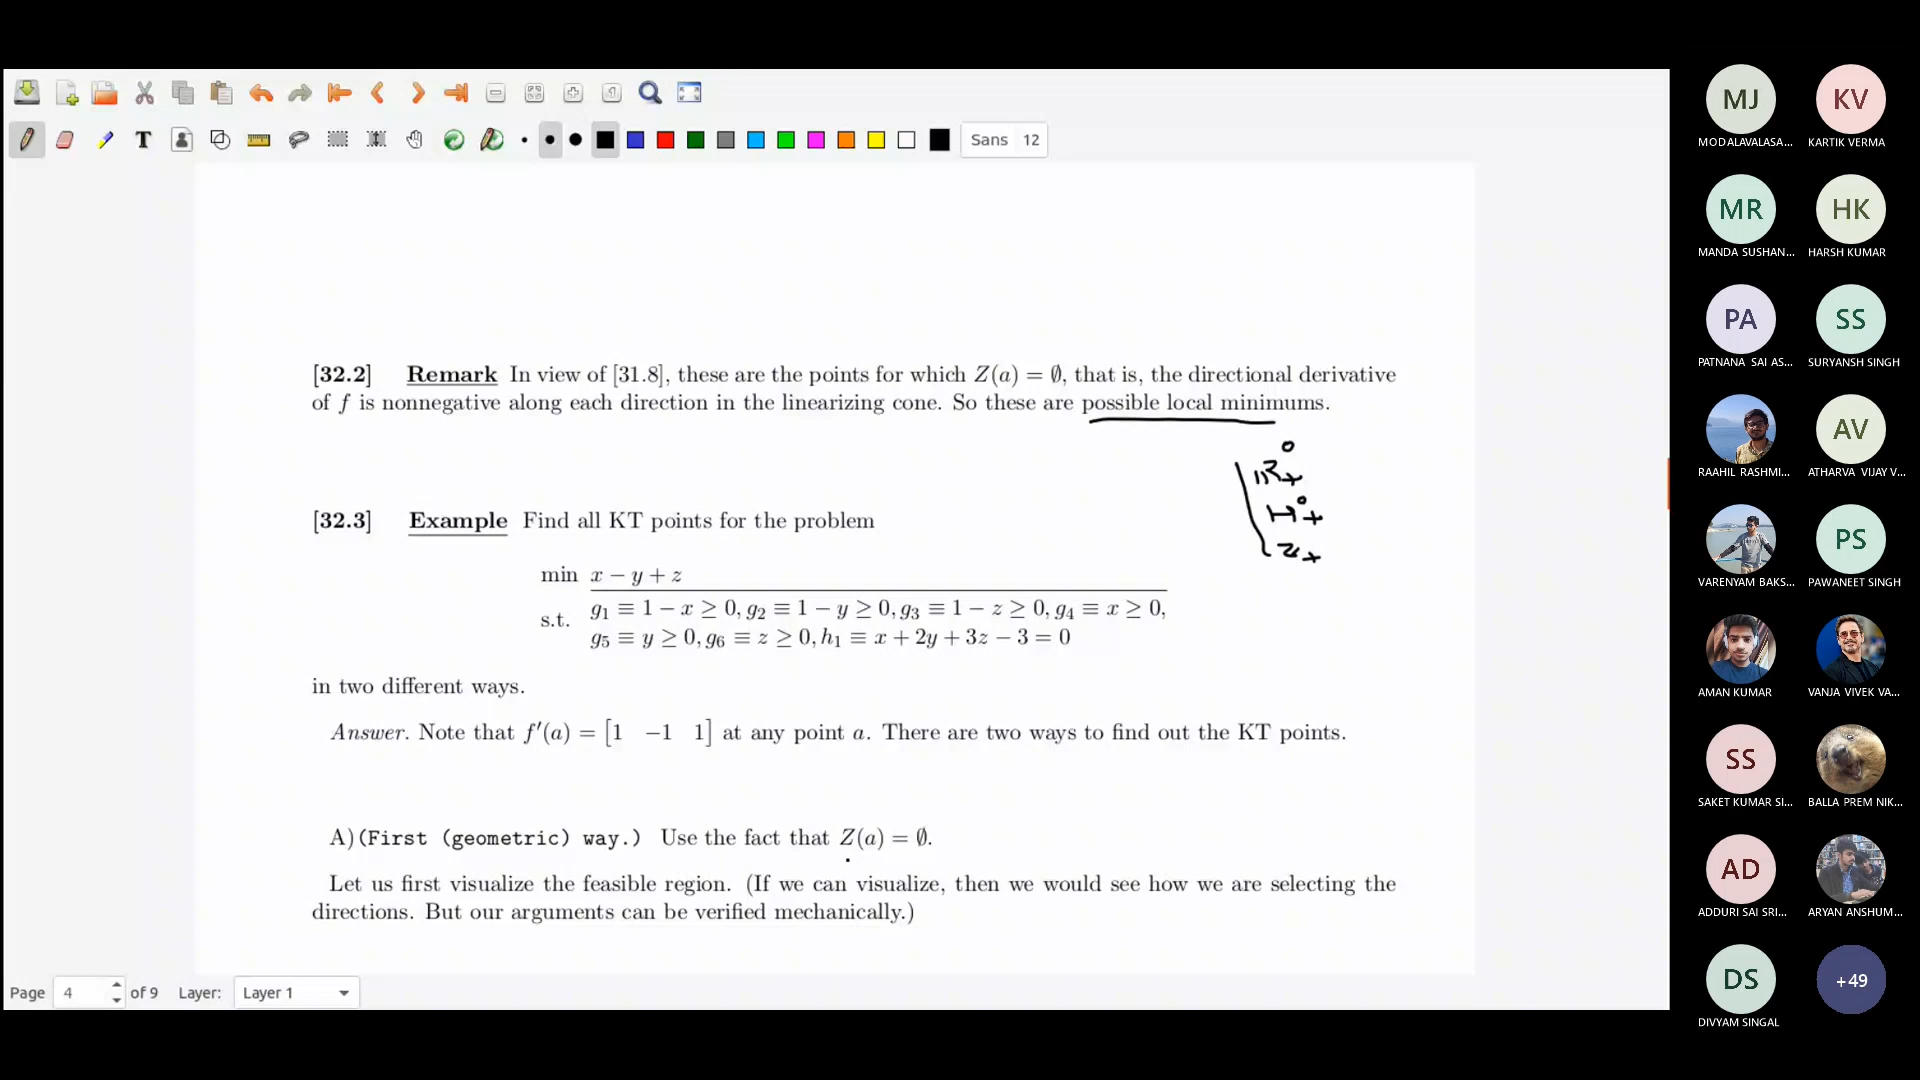 Sans 12
[32.2] Remark In view of [31.8], these are the points for which Z(a) = ∅, that is, the directional derivative
of f is nonnegative along each direction in the linearizing cone. So these are possible local minimums.
[32.3] Example Find all KT points for the problem
min x − y + z
s.t. g₁ ≡ 1 − x ≥ 0, g₂ ≡ 1 − y ≥ 0, g₃ ≡ 1 − z ≥ 0, g₄ ≡ x ≥ 0,
g₅ ≡ y ≥ 0, g₆ ≡ z ≥ 0, h₁ ≡ x + 2y + 3z − 3 = 0
in two different ways.
Answer. Note that f′(a) = [1 −1 1] at any point a. There are two ways to find out the KT points.
A)(First (geometric) way.) Use the fact that Z(a) = ∅.
Let us first visualize the feasible region. (If we can visualize, then we would see how we are selecting the
directions. But our arguments can be verified mechanically.)
Page 4 of 9 Layer: Layer 1
MJ
MODALAVALASA...
KV
KARTIK VERMA
MR
MANDA SUSHAN...
HK
HARSH KUMAR
PA
PATNANA SAI AS...
SS
SURYANSH SINGH
RAAHIL RASHMI...
AV
ATHARVA VIJAY V...
VARENYAM BAKS...
PS
PAWANEET SINGH
AMAN KUMAR
VANJA VIVEK VA...
SS
SAKET KUMAR SI...
BALLA PREM NIK...
AD
ADDURI SAI SRI...
ARYAN ANSHUM...
DS
DIVYAM SINGAL
+49